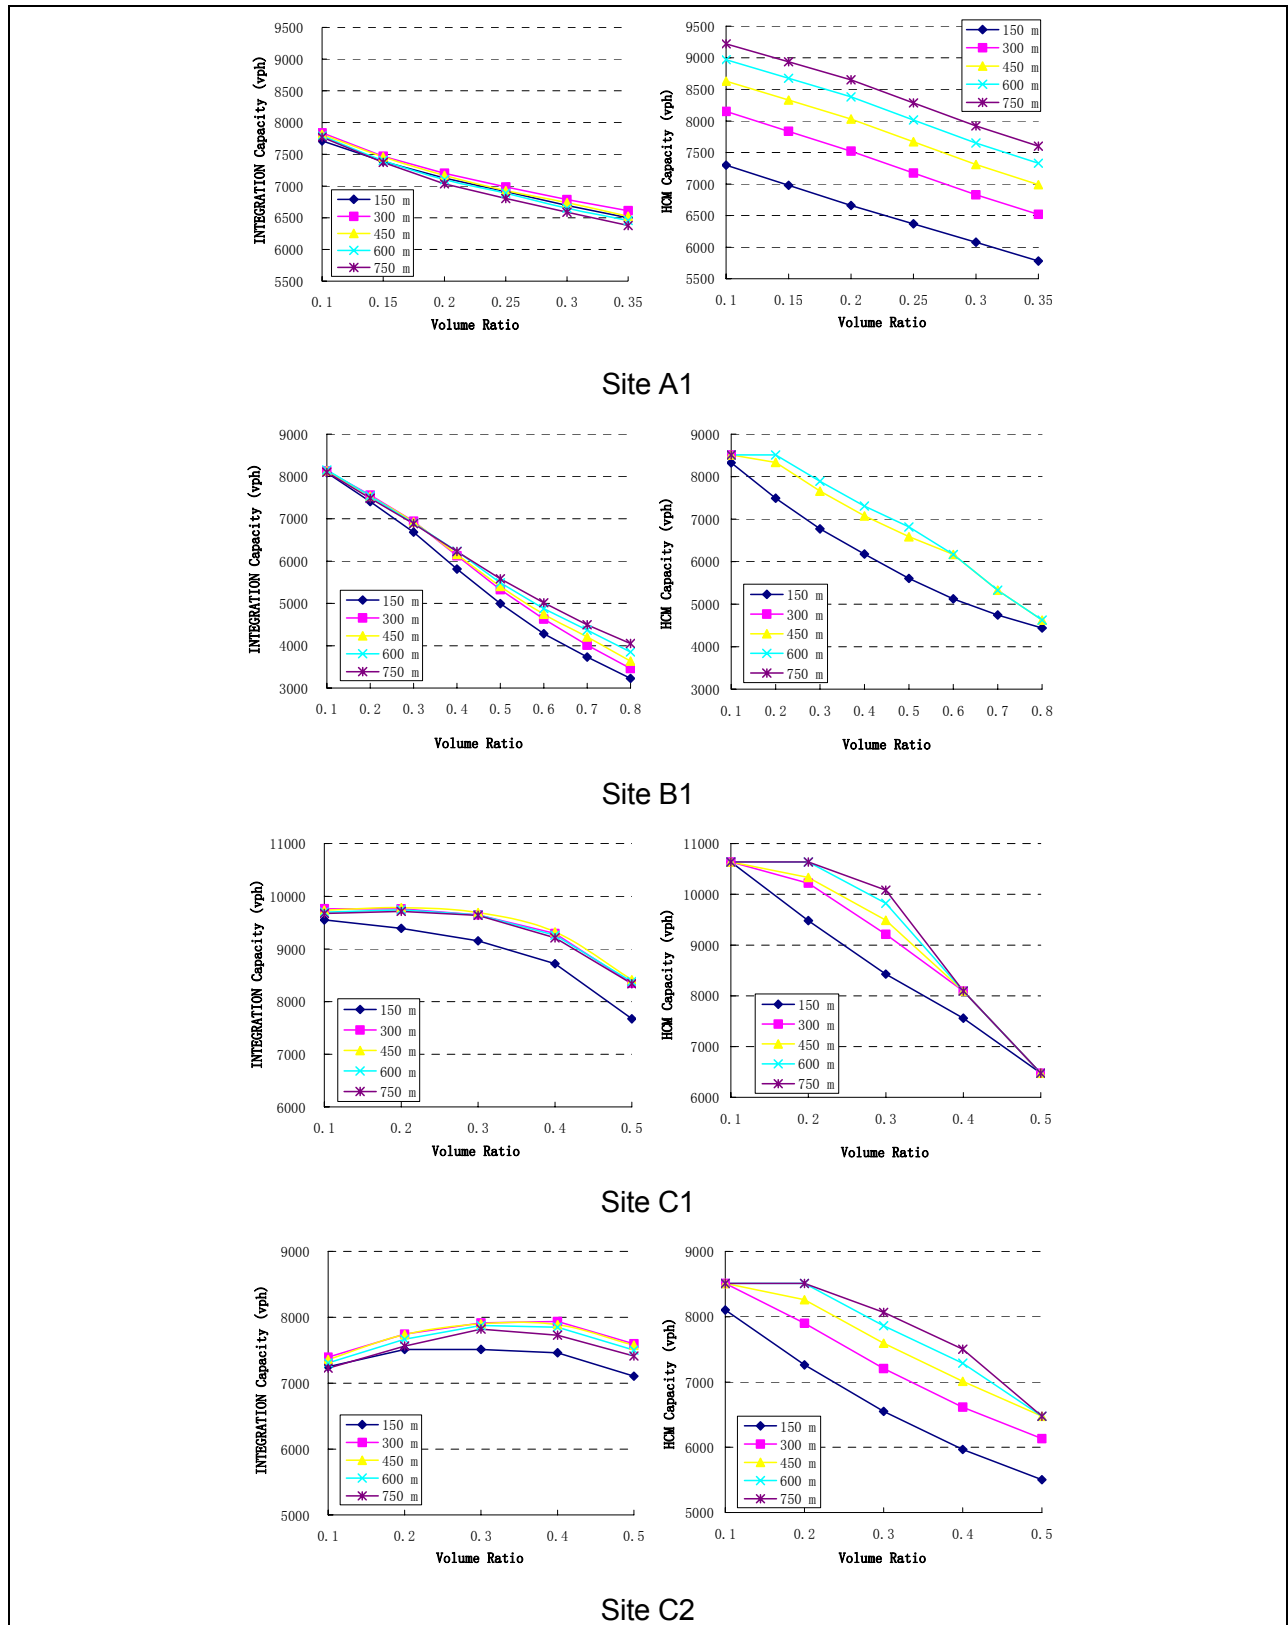 INTEGRATION Capacity (vph)
9500
9000
8500
8000
7500
7000
6500
6000
5500
150 m
300 m
450 m
600 m
750 m
0.1 0.15 0.2 0.25 0.3 0.35
Volume Ratio
HCM Capacity (vph)
9500
9000
8500
8000
7500
7000
6500
6000
5500
150 m
300 m
450 m
600 m
750 m
0.1 0.15 0.2 0.25 0.3 0.35
Volume Ratio
Site A1
INTEGRATION Capacity (vph)
9000
8000
7000
6000
5000
4000
3000
150 m
300 m
450 m
600 m
750 m
0.1 0.2 0.3 0.4 0.5 0.6 0.7 0.8
Volume Ratio
HCM Capacity (vph)
9000
8000
7000
6000
5000
4000
3000
150 m
300 m
450 m
600 m
750 m
0.1 0.2 0.3 0.4 0.5 0.6 0.7 0.8
Volume Ratio
Site B1
INTEGRATION Capacity (vph)
11000
10000
9000
8000
7000
6000
150 m
300 m
450 m
600 m
750 m
0.1 0.2 0.3 0.4 0.5
Volume Ratio
HCM Capacity (vph)
11000
10000
9000
8000
7000
6000
150 m
300 m
450 m
600 m
750 m
0.1 0.2 0.3 0.4 0.5
Volume Ratio
Site C1
INTEGRATION Capacity (vph)
9000
8000
7000
6000
5000
150 m
300 m
450 m
600 m
750 m
0.1 0.2 0.3 0.4 0.5
Volume Ratio
HCM Capacity (vph)
9000
8000
7000
6000
5000
150 m
300 m
450 m
600 m
750 m
0.1 0.2 0.3 0.4 0.5
Volume Ratio
Site C2